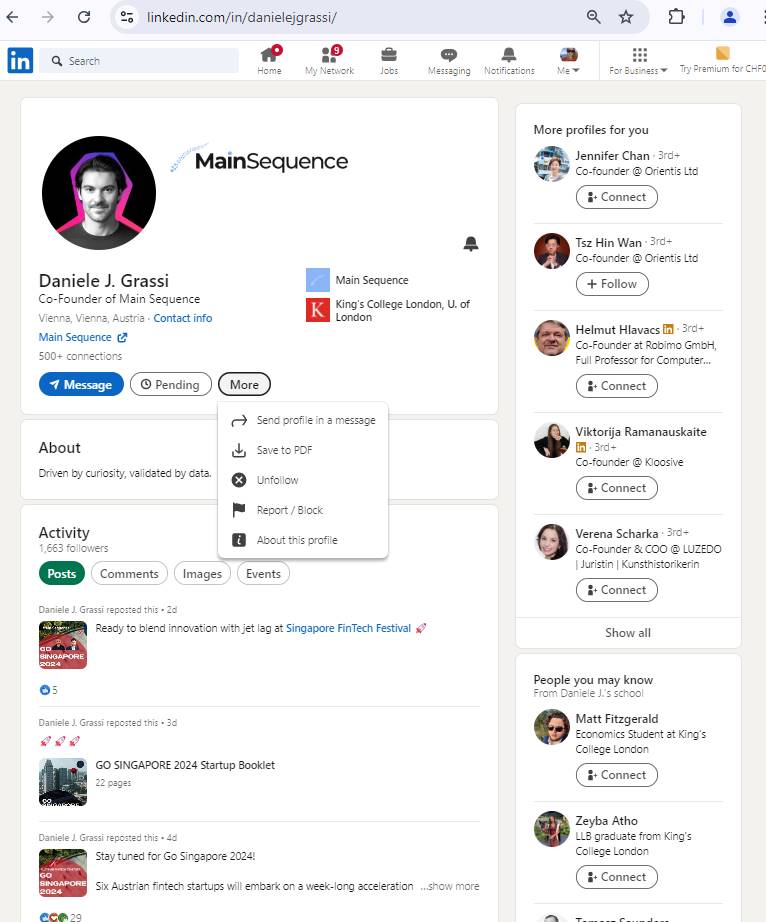 linkedin.com/in/danielejgrassi/
in
Search
Home
My Network
9
Jobs
Messaging
Notifications
Me
For Business
Try Premium for CHF0
MainSequence
Daniele J. Grassi
Co-Founder of Main Sequence
Vienna, Vienna, Austria · Contact info
Main Sequence
500+ connections
Main Sequence
K
King's College London, U. of
London
Message
Pending
More
Send profile in a message
Save to PDF
Unfollow
Report / Block
About this profile
About
Driven by curiosity, validated by data.
Activity
1,663 followers
Posts
Comments
Images
Events
Daniele J. Grassi reposted this • 2d
Ready to blend innovation with jet lag at Singapore FinTech Festival 🚀
GO
SINGAPORE
2024
5
Daniele J. Grassi reposted this • 3d
🚀 🚀 🚀
GO SINGAPORE 2024 Startup Booklet
22 pages
GO
Daniele J. Grassi reposted this • 4d
Stay tuned for Go Singapore 2024!
GO
SINGAPORE
2024
Six Austrian fintech startups will embark on a week-long acceleration ...show more
29
More profiles for you
Jennifer Chan · 3rd+
Co-founder @ Orientis Ltd
Connect
Tsz Hin Wan · 3rd+
Co-founder @ Orientis Ltd
Follow
Helmut Hlavacs in · 3rd+
Co-Founder at Robimo GmbH,
Full Professor for Computer...
Connect
Viktorija Ramanauskaite
in · 3rd+
Co-founder @ Kloosive
Connect
Verena Scharka · 3rd+
Co-Founder & COO @ LUZEDO
| Juristin | Kunsthistorikerin
Connect
Show all
People you may know
From Daniele J.'s school
Matt Fitzgerald
Economics Student at King's
College London
Connect
Zeyba Atho
LLB graduate from King's
College London
Connect